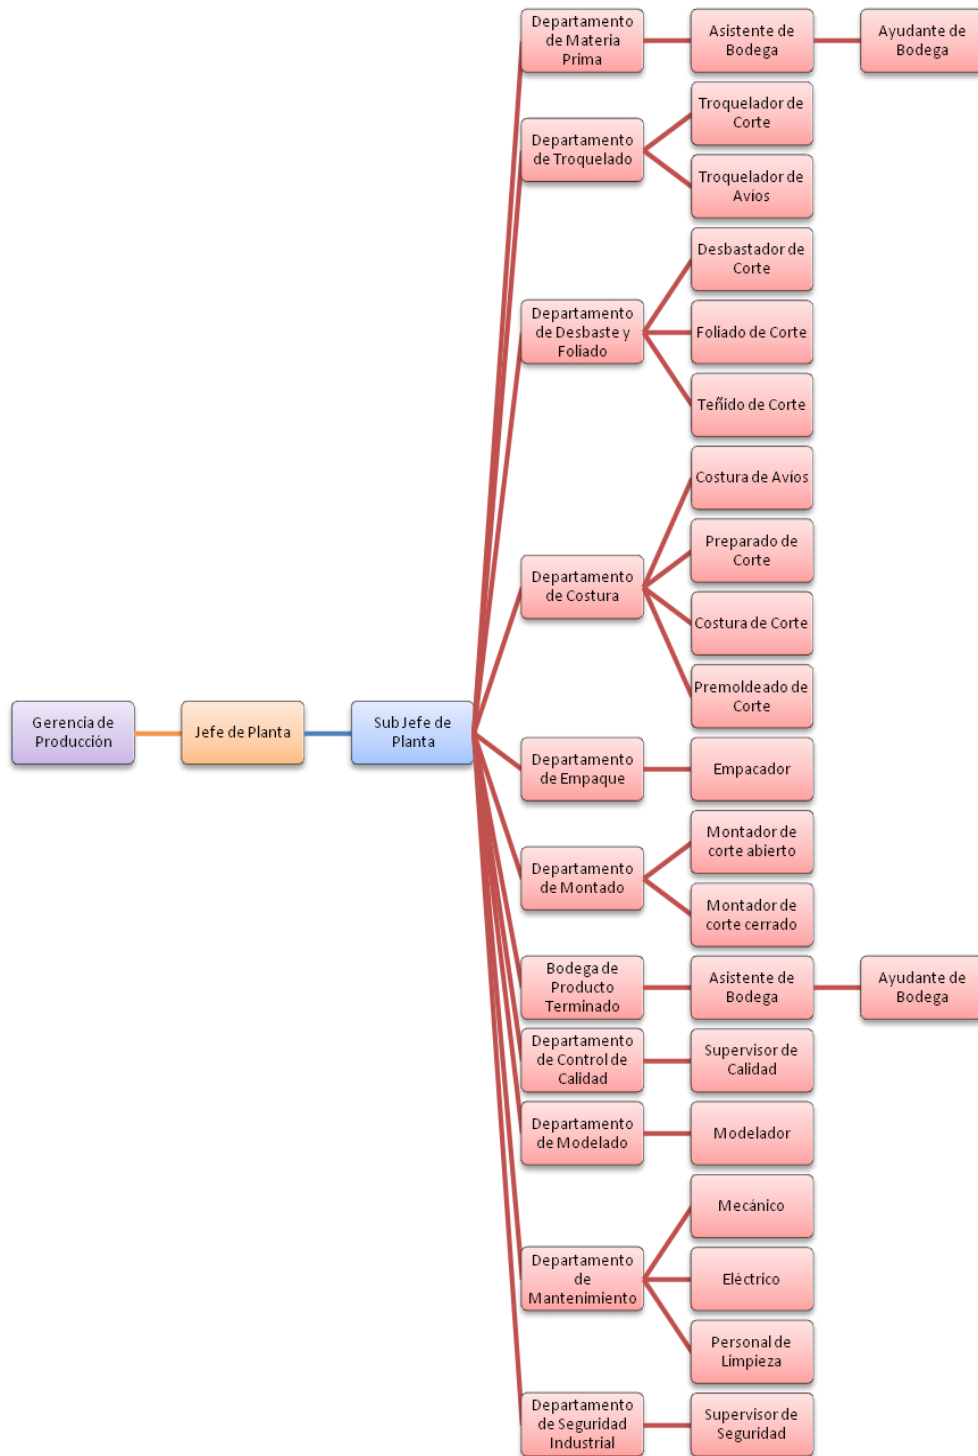 Gerencia de
Producción
Jefe de Planta
Sub Jefe de
Planta
Departamento
de Materia
Prima
Asistente de
Bodega
Ayudante de
Bodega
Departamento
de Troquelado
Troquelador de
Corte
Troquelador de
Avíos
Departamento
de Desbaste y
Foliado
Desbastador de
Corte
Foliado de Corte
Teñido de Corte
Departamento
de Costura
Costura de Avíos
Preparado de
Corte
Costura de Corte
Premoldeado de
Corte
Departamento
de Empaque
Empacador
Departamento
de Montado
Montador de
corte abierto
Montador de
corte cerrado
Bodega de
Producto
Terminado
Asistente de
Bodega
Ayudante de
Bodega
Departamento
de Control de
Calidad
Supervisor de
Calidad
Departamento
de Modelado
Modelador
Departamento
de
Mantenimiento
Mecánico
Eléctrico
Personal de
Limpieza
Departamento
de Seguridad
Industrial
Supervisor de
Seguridad